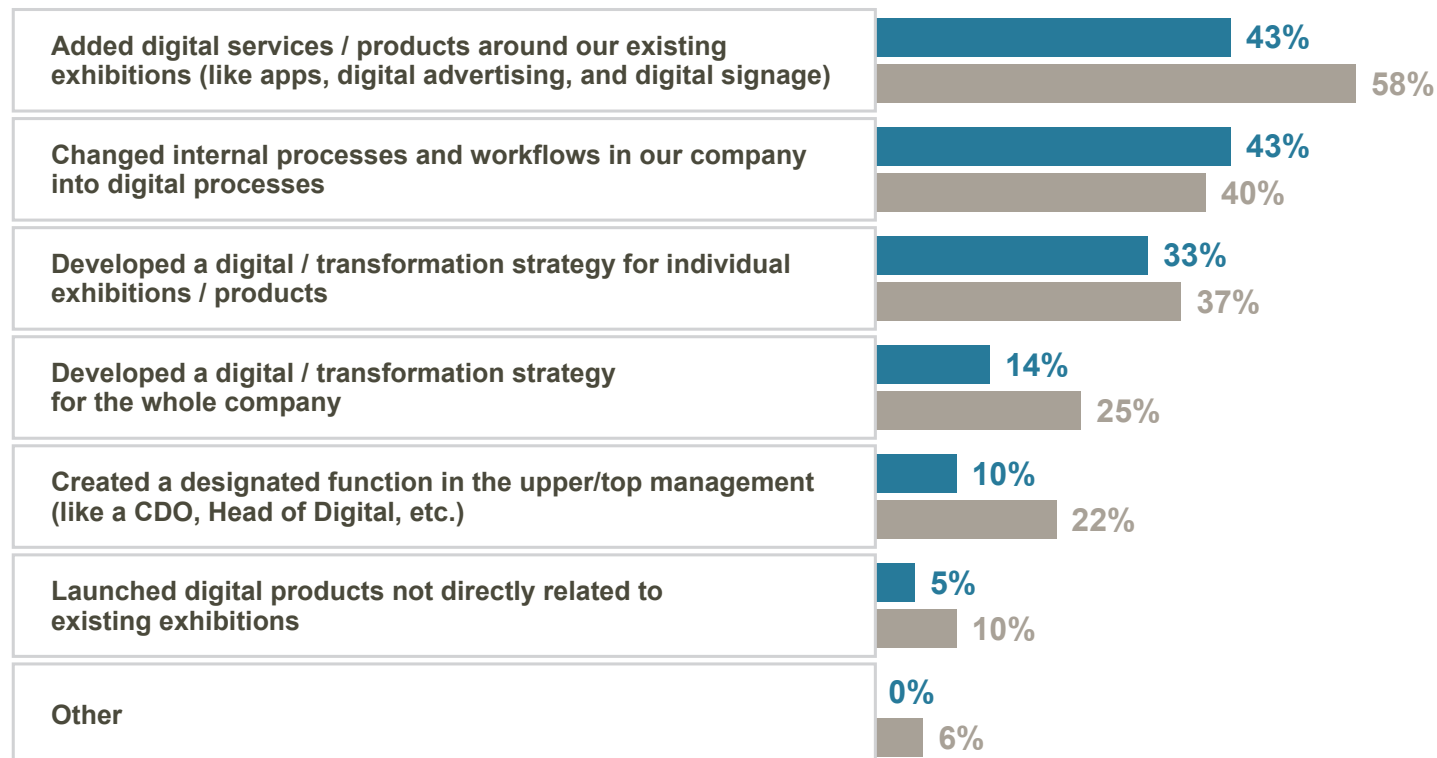 Added digital services / products around our existing
exhibitions (like apps, digital advertising, and digital signage)
43%
58%
Changed internal processes and workflows in our company
into digital processes
43%
40%
Developed a digital / transformation strategy for individual
exhibitions / products
33%
37%
Developed a digital / transformation strategy
for the whole company
14%
25%
Created a designated function in the upper/top management
(like a CDO, Head of Digital, etc.)
10%
22%
Launched digital products not directly related to
existing exhibitions
5%
10%
Other
0%
6%